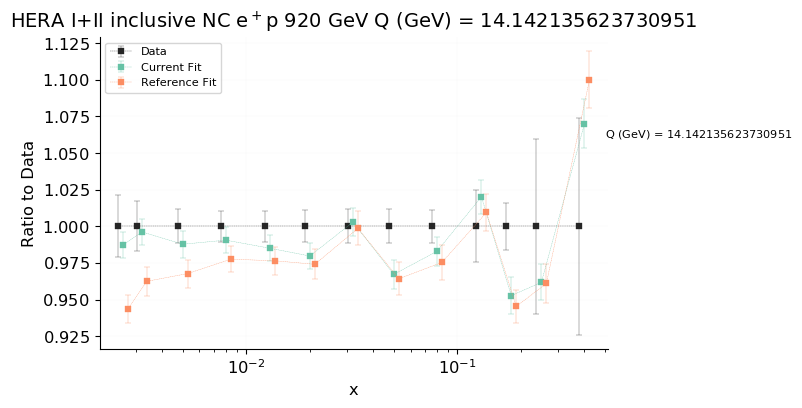 HERA I+II inclusive NC e⁺p 920 GeV Q (GeV) = 14.142135623730951
Data
Current Fit
Reference Fit
Q (GeV) = 14.142135623730951
Ratio to Data
1.125
1.100
1.075
1.050
1.025
1.000
0.975
0.950
0.925
10⁻² 10⁻¹
x